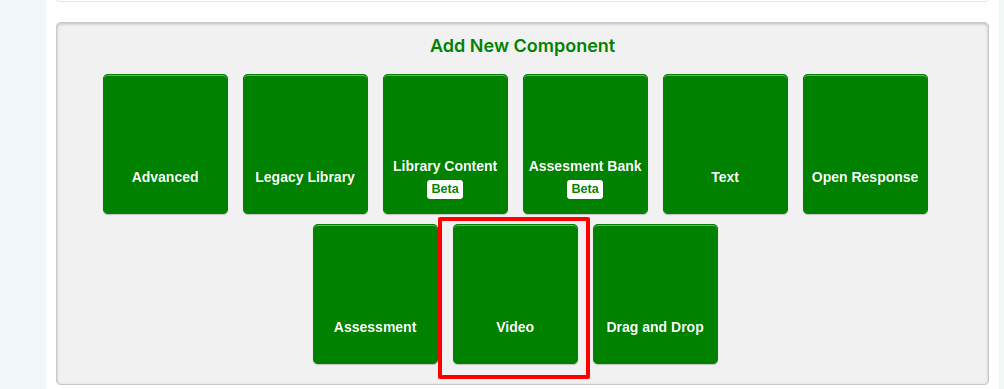 Add New Component
Advanced
Legacy Library
Library Content
Beta
Assesment Bank
Beta
Text
Open Response
Assessment
Video
Drag and Drop